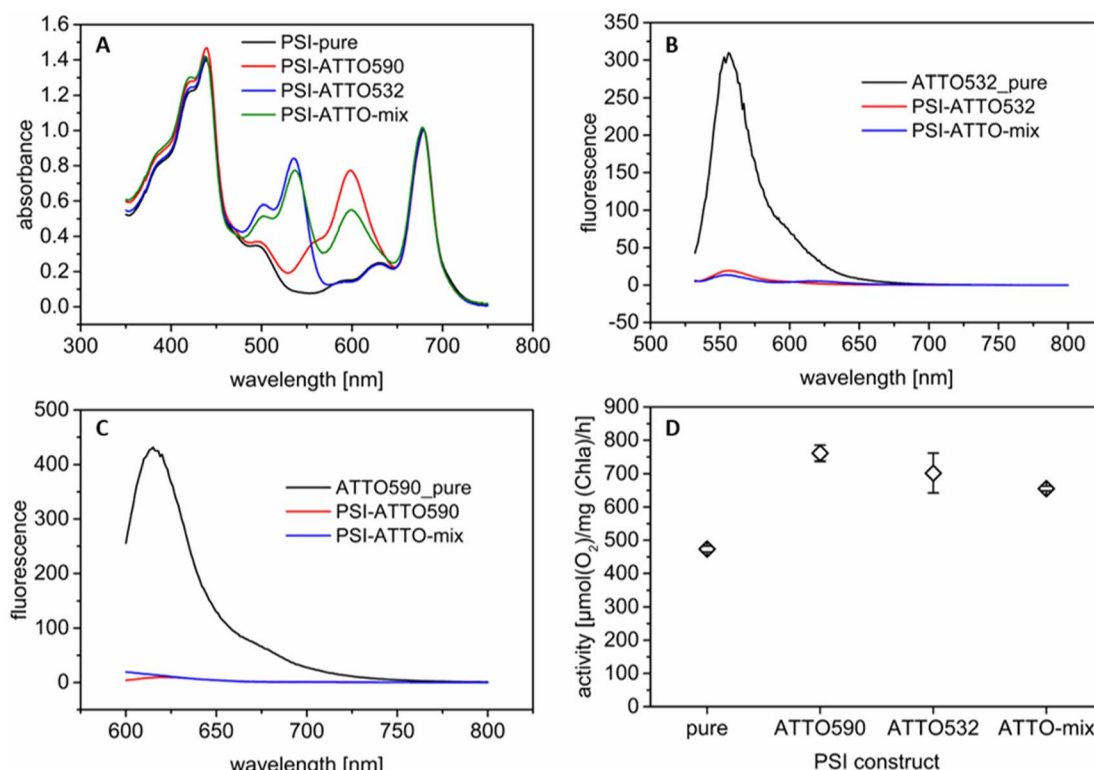 A
PSI-pure
PSI-ATTO590
PSI-ATTO532
PSI-ATTO-mix
absorbance
1.6
1.4
1.2
1.0
0.8
0.6
0.4
0.2
0.0
300 400 500 600 700 800
wavelength [nm]
B
ATTO532_pure
PSI-ATTO532
PSI-ATTO-mix
fluorescence
300
250
200
150
100
50
0
-50
500 550 600 650 700 750 800
wavelength [nm]
C
ATTO590_pure
PSI-ATTO590
PSI-ATTO-mix
fluorescence
500
400
300
200
100
0
600 650 700 750 800
wavelength [nm]
D
activity [µmol(O₂)/mg (Chla)/h]
900
800
700
600
500
400
300
200
100
0
pure ATTO590 ATTO532 ATTO-mix
PSI construct